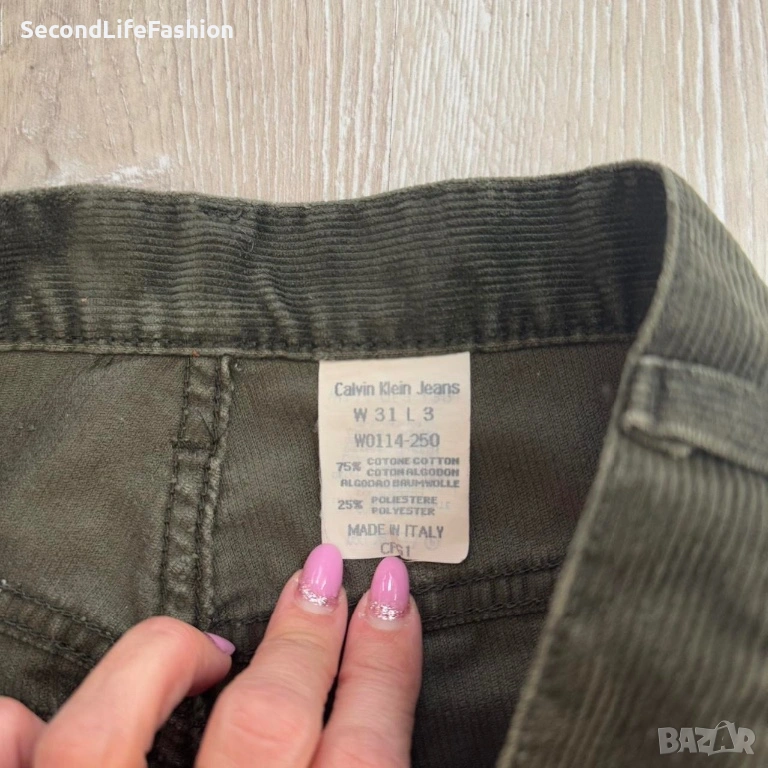 SecondLifeFashion
Calvin Klein Jeans
W 31 L 3
W0114-250
75% COTONE COTTON
COTON ALGODON
ALGODAO BAUMWOLLE
25% POLIESTERE
POLYESTER
MADE IN ITALY
BAZAR